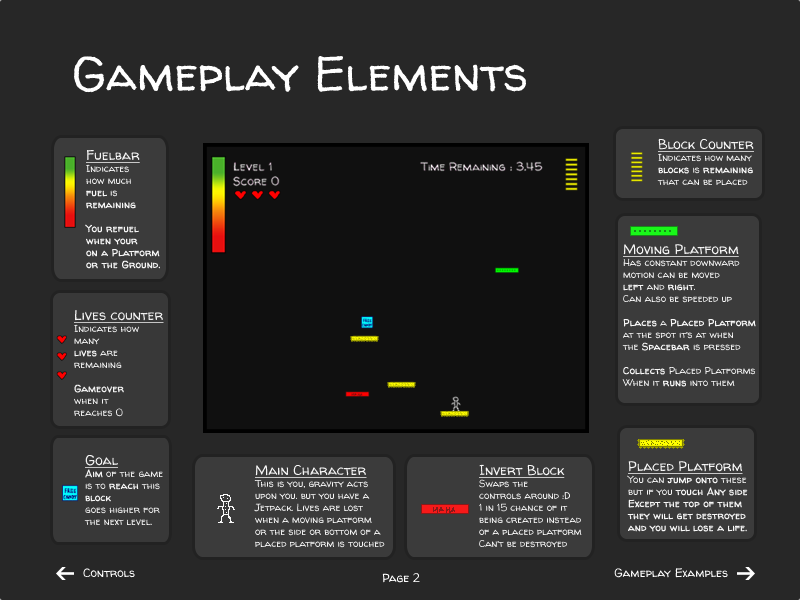 Gameplay Elements
Fuelbar
Indicates
how much
fuel is
remaining
You refuel
when your
on a Platform
or the Ground.
Lives counter
Indicates how
many
lives are
remaining
Gameover
when it
reaches 0
Goal
Aim of the game
is to reach this
block
goes higher for
the next level.
FREE
CANDY
Level 1
Score 0
Time Remaining : 3.45
Block Counter
Indicates how many
blocks is remaining
that can be placed
Moving Platform
Has constant downward
motion can be moved
left and right.
Can also be speeded up
Places a Placed Platform
at the spot it's at when
the Spacebar is pressed
Collects Placed Platforms
When it runs into them
Placed Platform
You can jump onto these
but if you touch Any side
Except the top of them
they will get destroyed
and you will lose a life.
Main Character
This is you, gravity acts
upon you, but you have a
Jetpack. Lives are lost
when a moving platform
or the side or bottom of a
placed platform is touched
Invert Block
Swaps the
controls around :D
1 in 15 chance of it
being created instead
of a placed platform
Can't be destroyed
HA HA
Controls
Page 2
Gameplay Examples